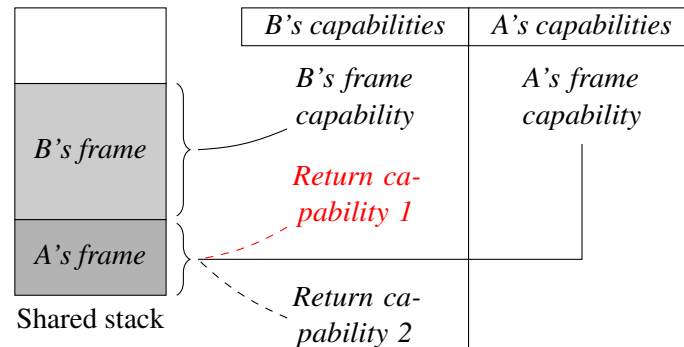 B's capabilities
A's capabilities
B's frame
capability
A's frame
capability
B's frame
Return ca-
pability 1
A's frame
Return ca-
pability 2
Shared stack